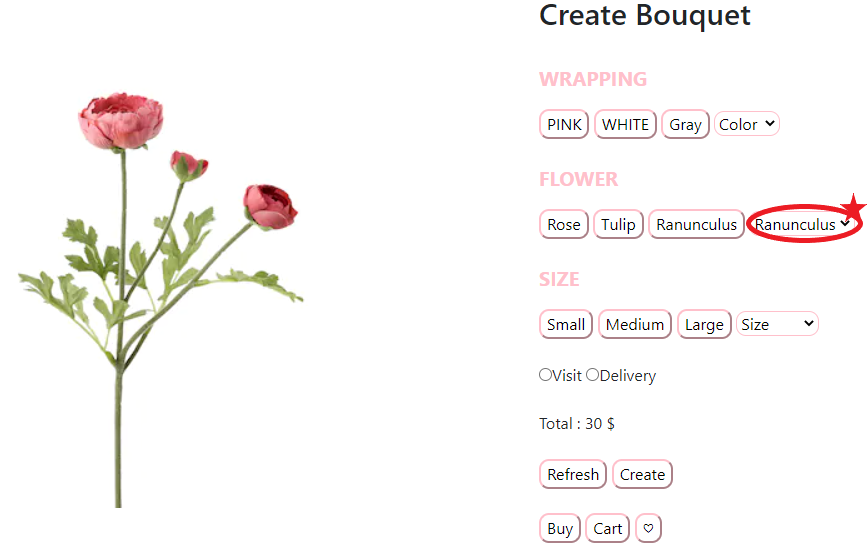 Create Bouquet
WRAPPING
PINK WHITE Gray Color
FLOWER
Rose Tulip Ranunculus Ranunculus
SIZE
Small Medium Large Size
Visit Delivery
Total : 30 $
Refresh Create
Buy Cart ♡